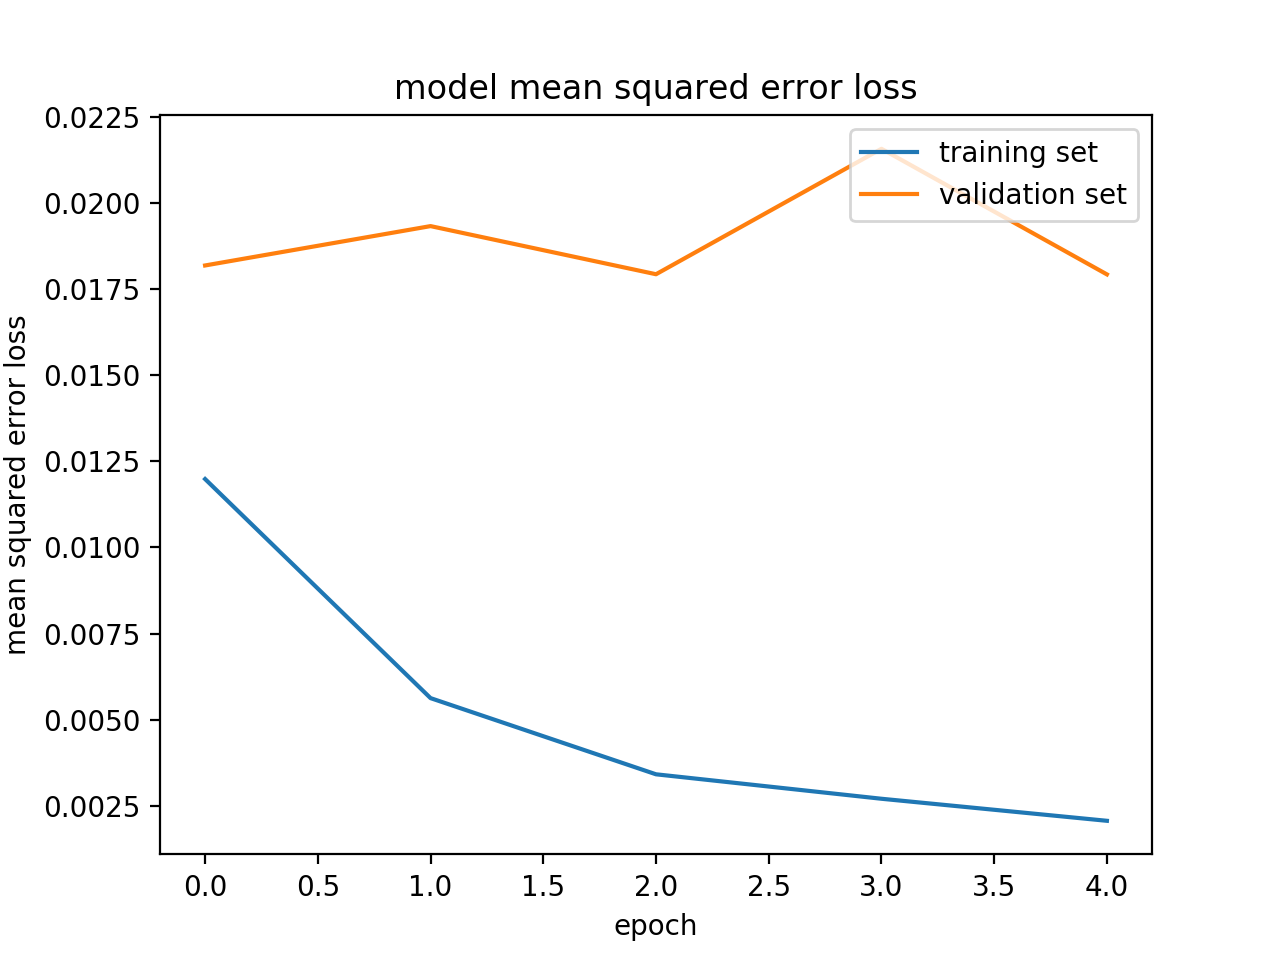 model mean squared error loss
0.0225
0.0200
0.0175
0.0150
0.0125
0.0100
0.0075
0.0050
0.0025
mean squared error loss
training set
validation set
0.0 0.5 1.0 1.5 2.0 2.5 3.0 3.5 4.0
epoch